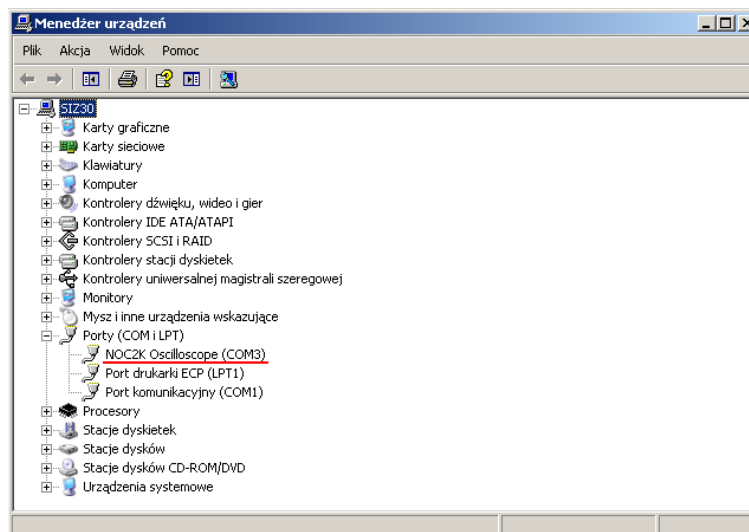 Menedżer urządzeń
Plik Akcja Widok Pomoc
SIZ30
Karty graficzne
Karty sieciowe
Klawiatury
Komputer
Kontrolery dźwięku, wideo i gier
Kontrolery IDE ATA/ATAPI
Kontrolery SCSI i RAID
Kontrolery stacji dyskietek
Kontrolery uniwersalnej magistrali szeregowej
Monitory
Mysz i inne urządzenia wskazujące
Porty (COM i LPT)
NOC2K Oscilloscope (COM3)
Port drukarki ECP (LPT1)
Port komunikacyjny (COM1)
Procesory
Stacje dyskietek
Stacje dysków
Stacje dysków CD-ROM/DVD
Urządzenia systemowe